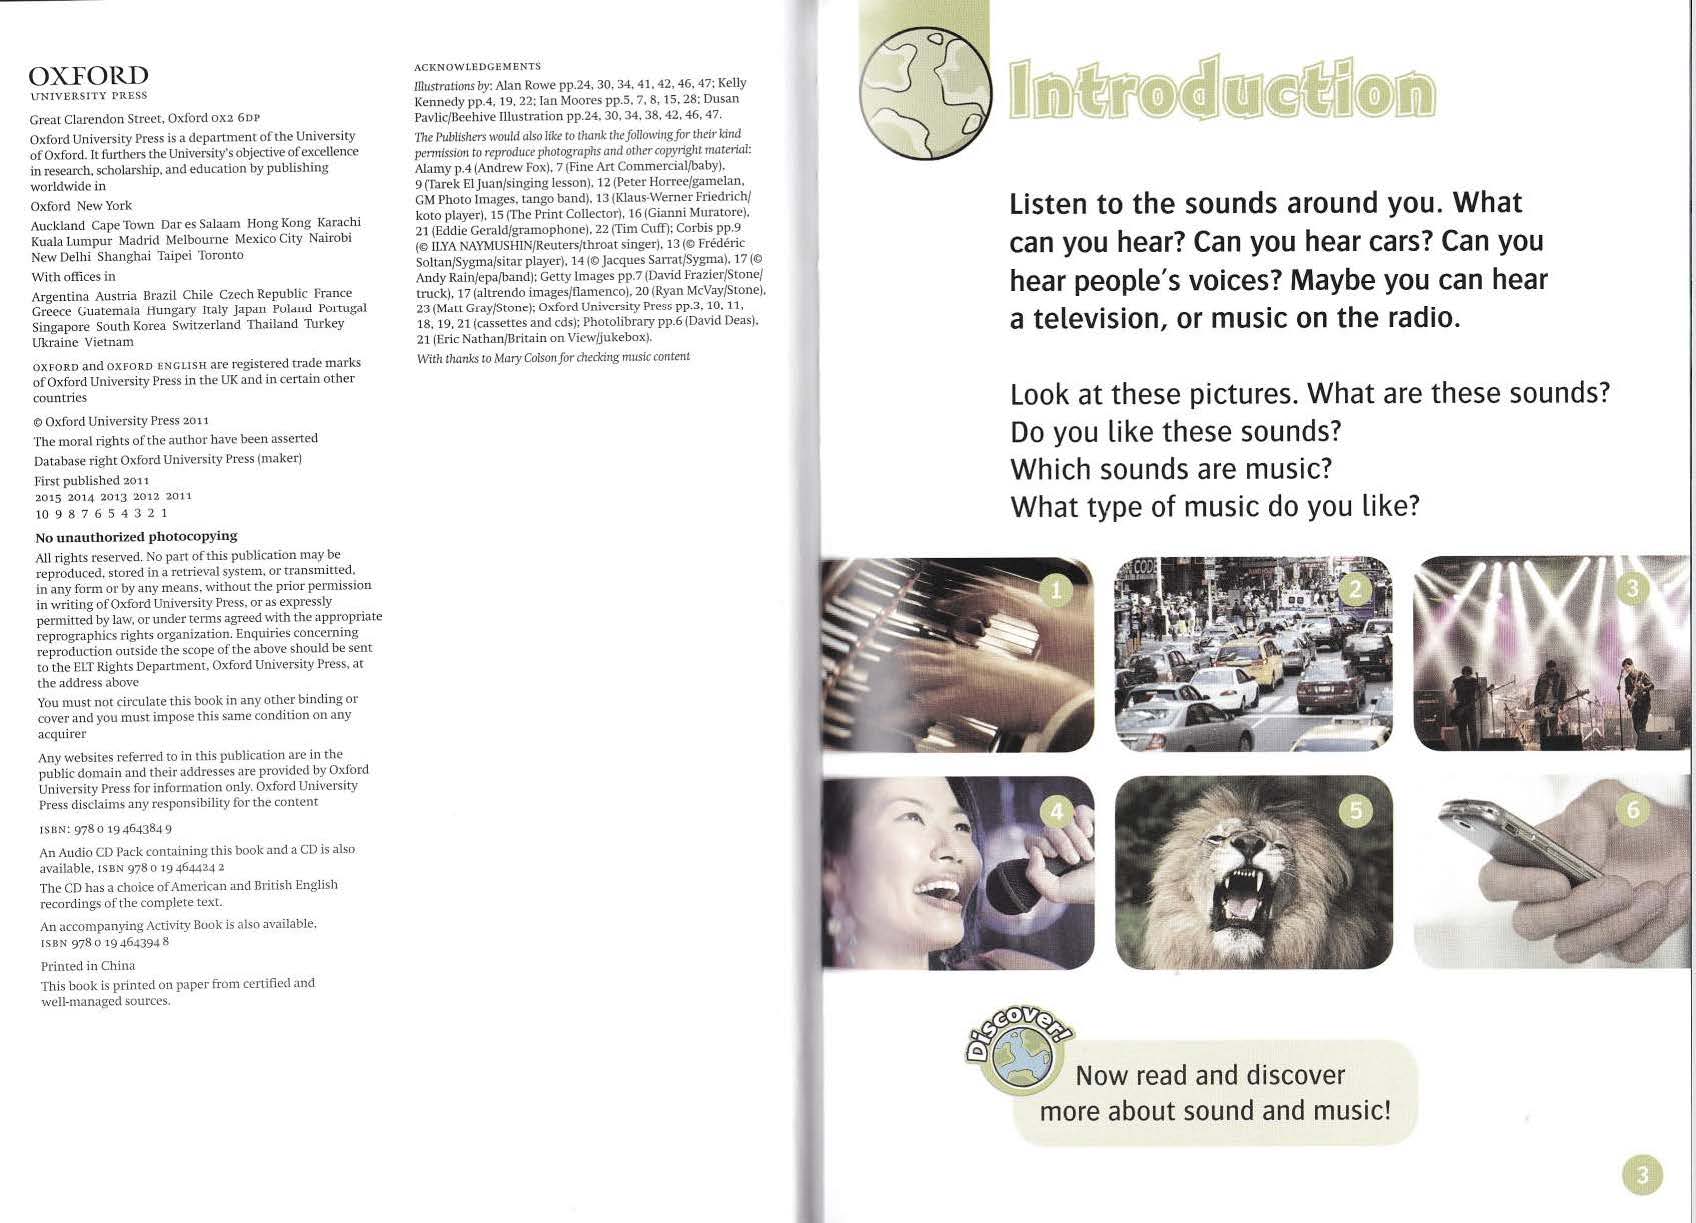 OXFORD
UNIVERSITY PRESS
Great Clarendon Street, Oxford OX2 6DP
Oxford University Press is a department of the University
of Oxford. It furthers the University's objective of excellence
in research, scholarship, and education by publishing
worldwide in
Oxford New York
Auckland Cape Town Dar es Salaam Hong Kong Karachi
Kuala Lumpur Madrid Melbourne Mexico City Nairobi
New Delhi Shanghai Taipei Toronto
With offices in
Argentina Austria Brazil Chile Czech Republic France
Greece Guatemala Hungary Italy Japan Poland Portugal
Singapore South Korea Switzerland Thailand Turkey
Ukraine Vietnam
OXFORD and OXFORD ENGLISH are registered trade marks
of Oxford University Press in the UK and in certain other
countries
© Oxford University Press 2011
The moral rights of the author have been asserted
Database right Oxford University Press (maker)
First published 2011
2015 2014 2013 2012 2011
10 9 8 7 6 5 4 3 2 1
No unauthorized photocopying
All rights reserved. No part of this publication may be
reproduced, stored in a retrieval system, or transmitted,
in any form or by any means, without the prior permission
in writing of Oxford University Press, or as expressly
permitted by law, or under terms agreed with the appropriate
reprographics rights organization. Enquiries concerning
reproduction outside the scope of the above should be sent
to the ELT Rights Department, Oxford University Press, at
the address above
You must not circulate this book in any other binding or
cover and you must impose this same condition on any
acquirer
Any websites referred to in this publication are in the
public domain and their addresses are provided by Oxford
University Press for information only. Oxford University
Press disclaims any responsibility for the content
ISBN: 978 0 19 464384 9
An Audio CD Pack containing this book and a CD is also
available, ISBN 978 0 19 464424 2
The CD has a choice of American and British English
recordings of the complete text.
An accompanying Activity Book is also available,
ISBN 978 0 19 464394 8
Printed in China
This book is printed on paper from certified and
well-managed sources.
ACKNOWLEDGEMENTS
Illustrations by: Alan Rowe pp.24, 30, 34, 41, 42, 46, 47; Kelly
Kennedy pp.4, 19, 22; Ian Moores pp.5, 7, 8, 15, 28; Dusan
Pavlic/Beehive Illustration pp.24, 30, 34, 38, 42, 46, 47.
The Publishers would also like to thank the following for their kind
permission to reproduce photographs and other copyright material:
Alamy p.4 (Andrew Fox), 7 (Fine Art Commercial/baby),
9 (Tarek El Juan/singing lesson), 12 (Peter Horree/gamelan,
GM Photo Images, tango band), 13 (Klaus-Werner Friedrich/
koto player), 15 (The Print Collector), 16 (Gianni Muratore),
21 (Eddie Gerald/gramophone), 22 (Tim Cuff); Corbis pp.9
(© ILYA NAYMUSHIN/Reuters/throat singer), 13 (© Frédéric
Soltan/Sygma/sitar player), 14 (© Jacques Sarrat/Sygma), 17 (©
Andy Rain/epa/band); Getty Images pp.7 (David Frazier/Stone/
truck), 17 (altrendo images/flamenco), 20 (Ryan McVay/Stone),
23 (Matt Gray/Stone); Oxford University Press pp.3, 10, 11,
18, 19, 21 (cassettes and cds); Photolibrary pp.6 (David Deas),
21 (Eric Nathan/Britain on View/jukebox).
With thanks to Mary Colson for checking music content
Introduction
Listen to the sounds around you. What
can you hear? Can you hear cars? Can you
hear people's voices? Maybe you can hear
a television, or music on the radio.
Look at these pictures. What are these sounds?
Do you like these sounds?
Which sounds are music?
What type of music do you like?
1
2
3
4
5
6
Discover!
Now read and discover
more about sound and music!
3